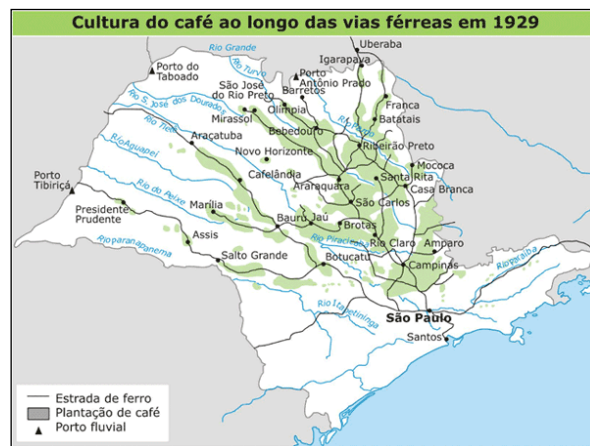 Cultura do café ao longo das vias férreas em 1929
Uberaba
Rio Grande
Igarapava
Porto do
Taboado
Rio Turvo
Porto
Antônio Prado
São José
do Rio Preto
Barretos
Franca
Rio S. José dos Dourados
Olímpia
Batatais
Mirassol
Rio Pardo
Rio Tietê
Bebedouro
Araçatuba
Ribeirão Preto
Rio Aguapeí
Novo Horizonte
Mococa
Santa Rita
Cafelândia
Araraquara
Casa Branca
Porto
Tibiriçá
Rio do Peixe
Marília
São Carlos
Presidente
Prudente
Bauru
Jaú
Brotas
Assis
Rio Piracicaba
Rio Claro
Amparo
Rio paranapanema
Salto Grande
Botucatu
Campinas
Rio paraíba
Rio Itapetininga
São Paulo
Santos
Estrada de ferro
Plantação de café
Porto fluvial